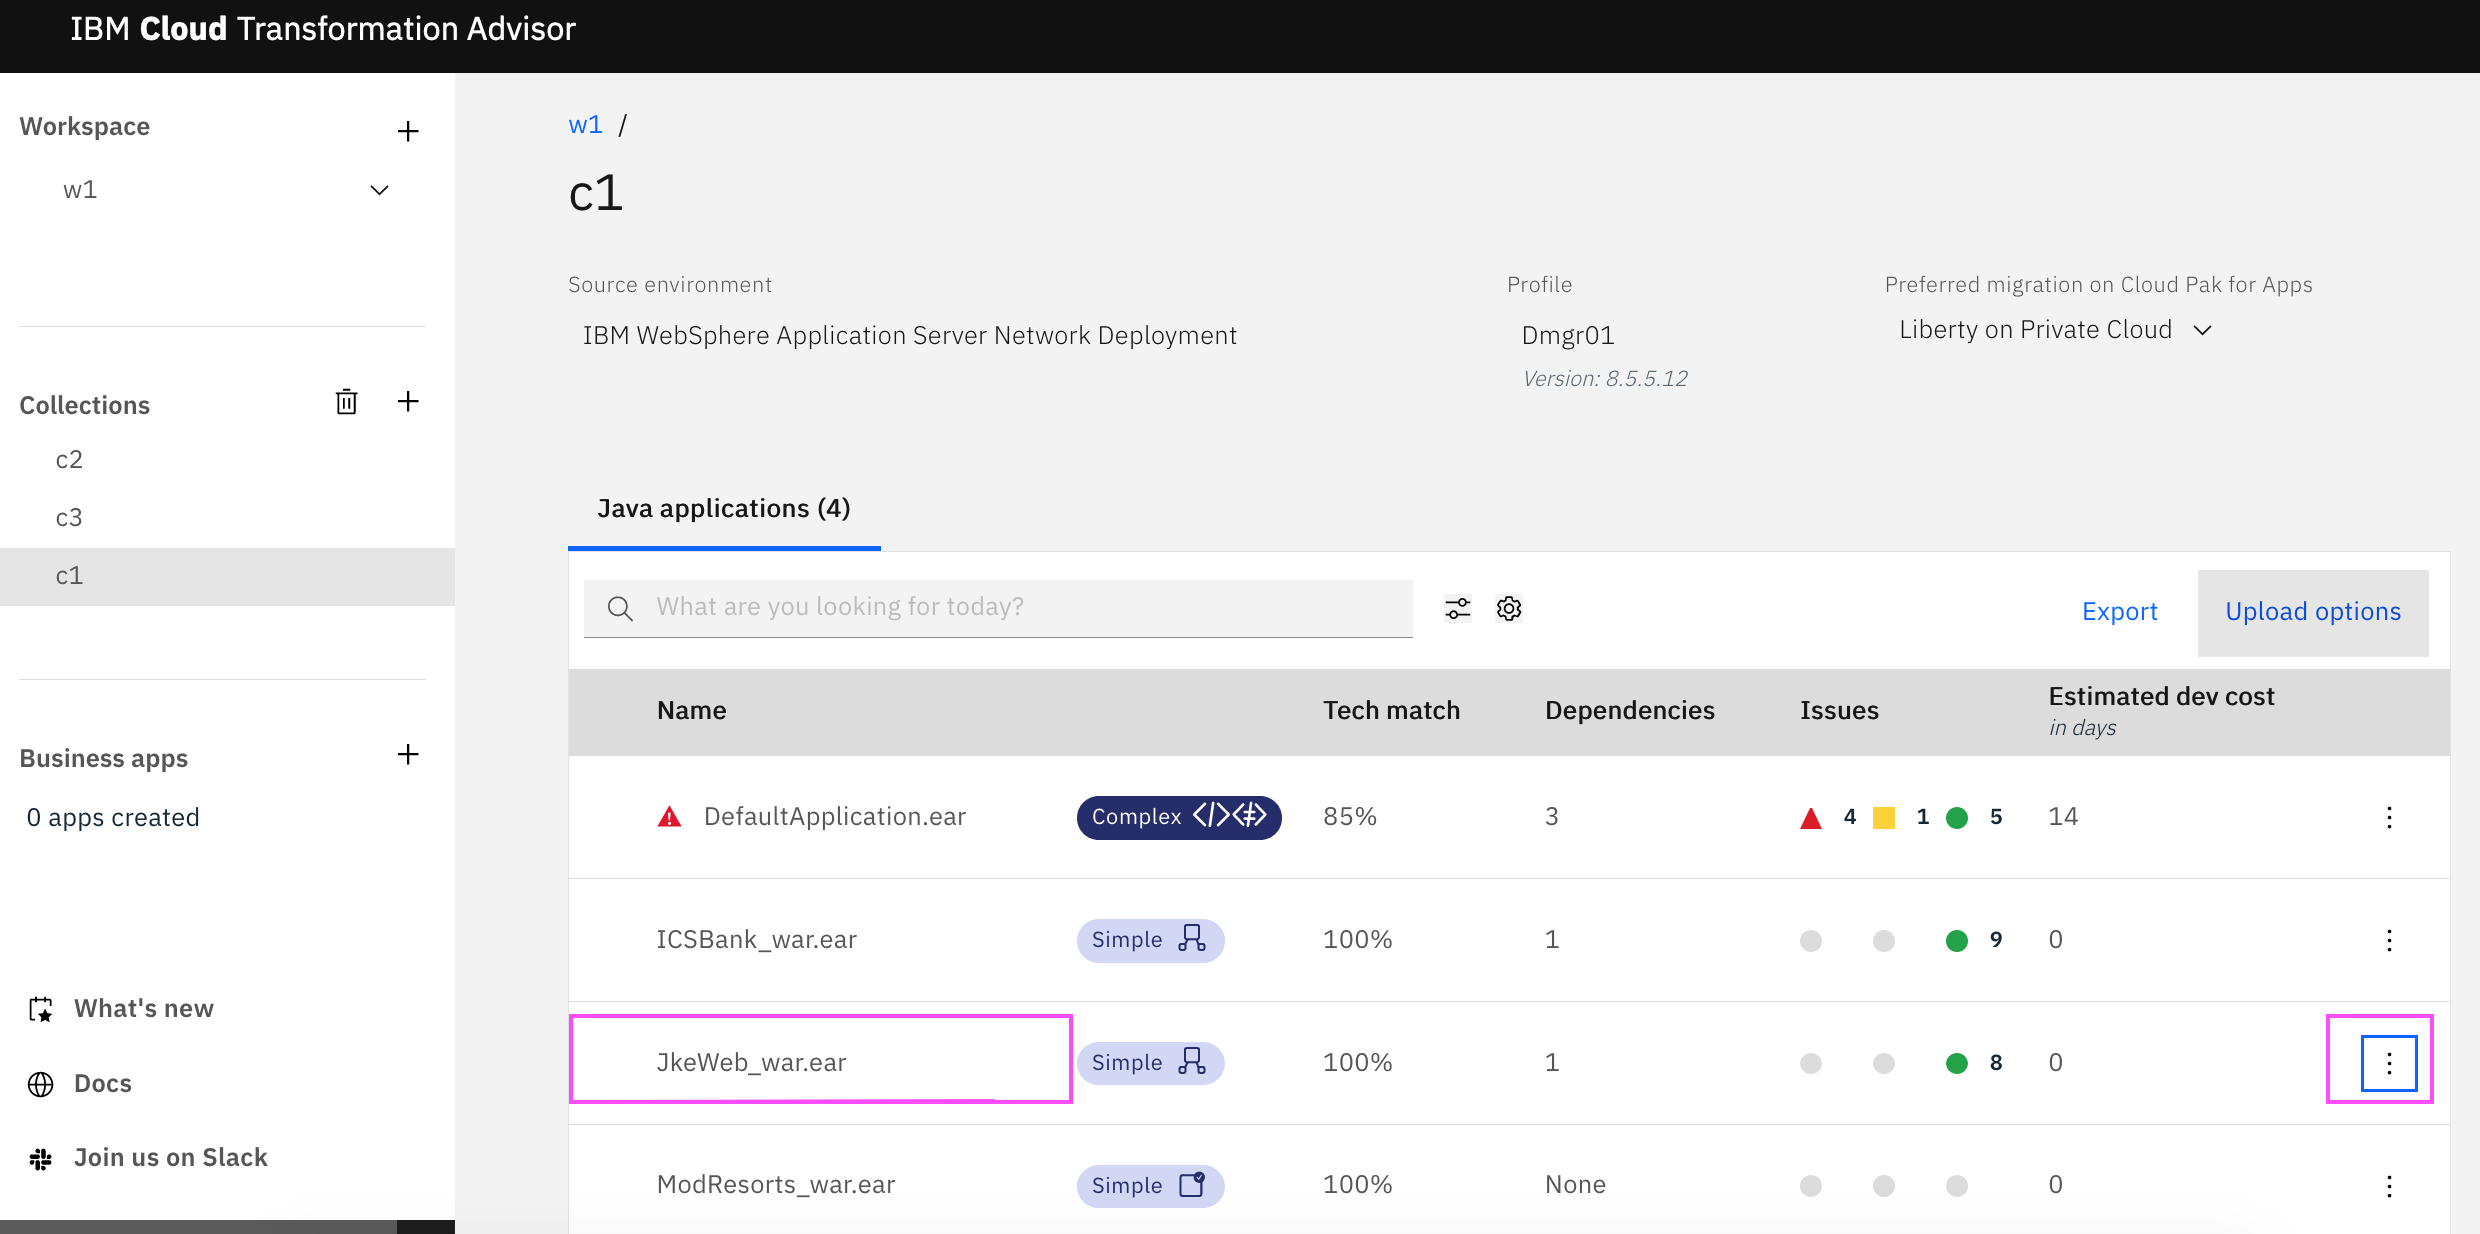 IBM Cloud Transformation Advisor
Workspace
w1
Collections
c2
c3
c1
Business apps
0 apps created
What's new
Docs
Join us on Slack
w1 /
c1
Source environment
IBM WebSphere Application Server Network Deployment
Profile
Dmgr01
Version: 8.5.5.12
Preferred migration on Cloud Pak for Apps
Liberty on Private Cloud
Java applications (4)
What are you looking for today?
Export
Upload options
Name Tech match Dependencies Issues Estimated dev cost
in days
DefaultApplication.ear Complex 85% 3 4 1 5 14
ICSBank_war.ear Simple 100% 1 9 0
JkeWeb_war.ear Simple 100% 1 8 0
ModResorts_war.ear Simple 100% None 0